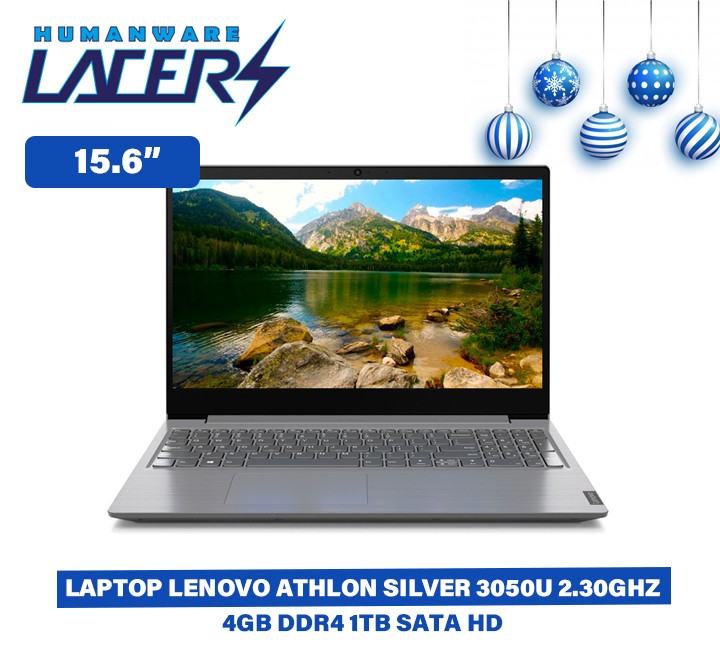 HUMANWARE
LACERS
15.6"
LAPTOP LENOVO ATHLON SILVER 3050U 2.30GHZ
4GB DDR4 1TB SATA HD